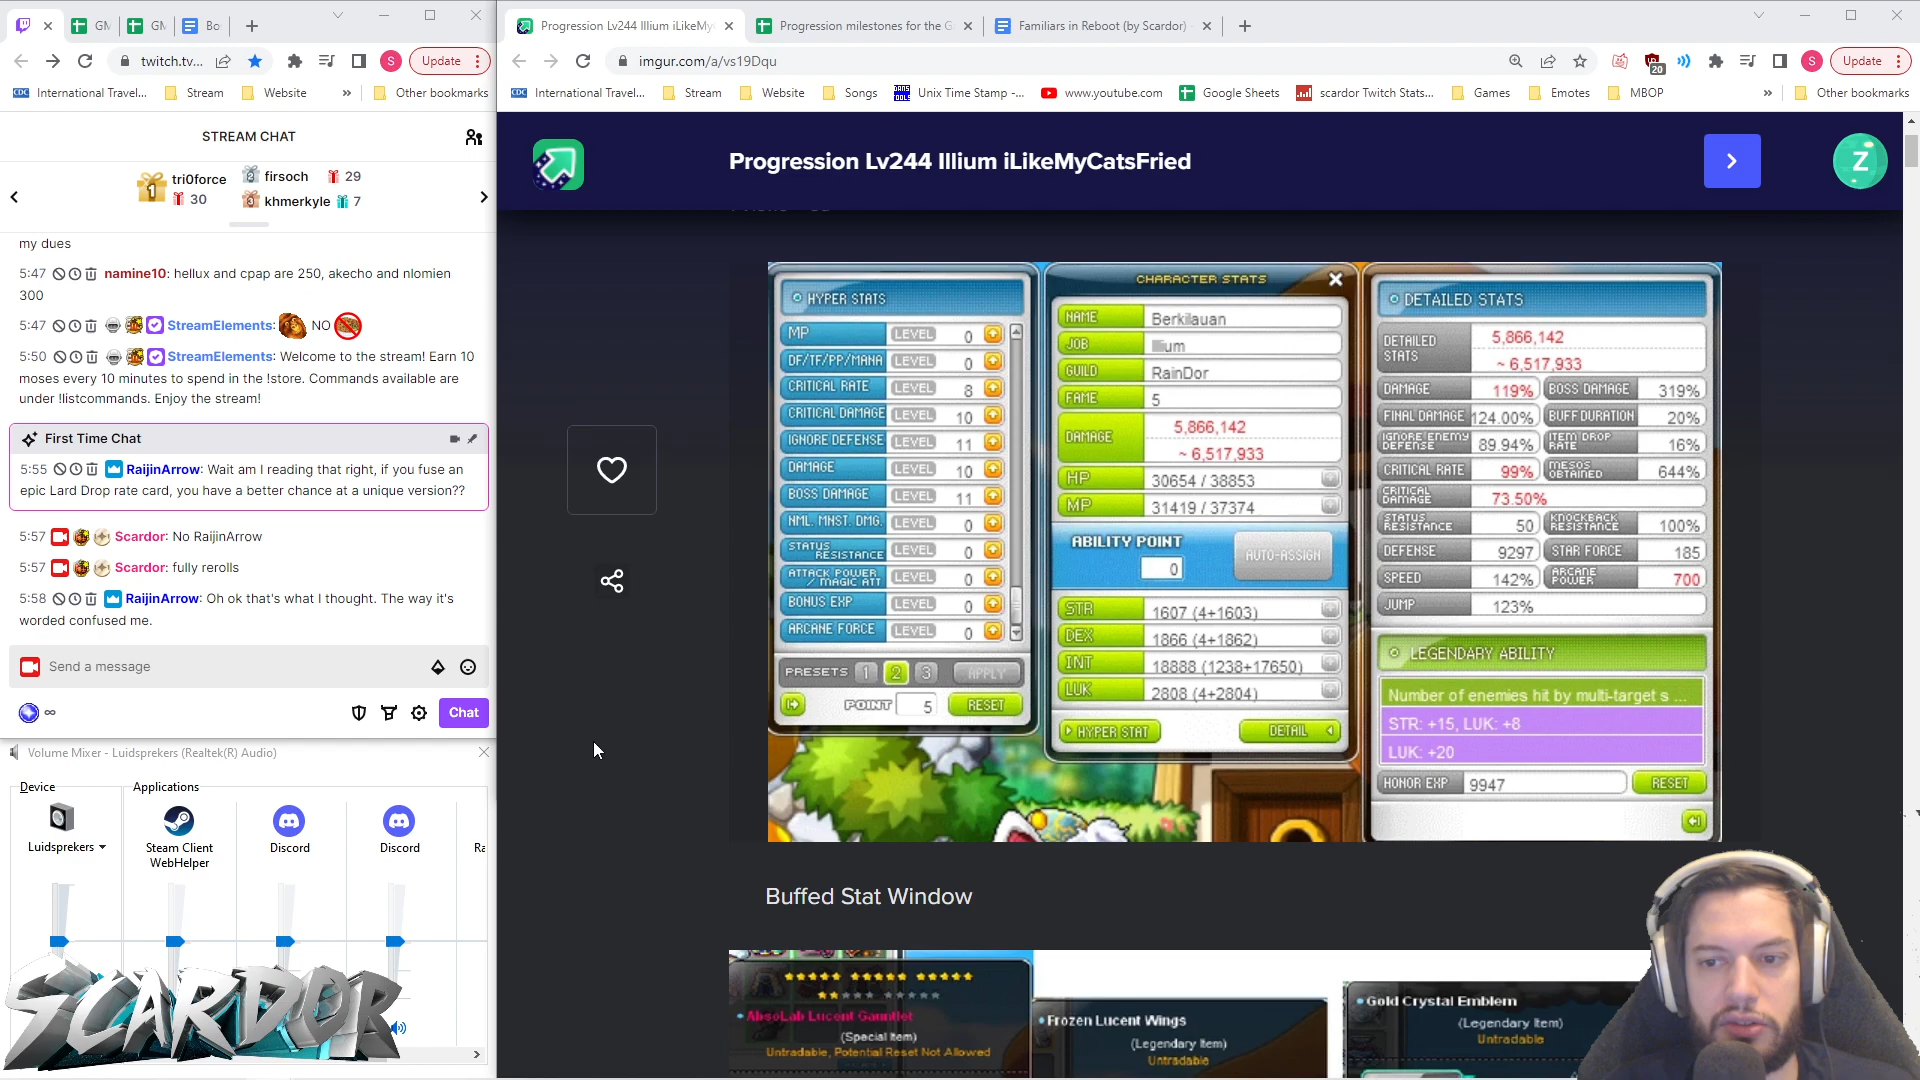 GM
GM
Bo
twitch.tv...
S
Update
International Travel...
Stream
Website
»
Other bookmarks
STREAM CHAT
1
tri0force
30
2
firsoch
29
3
khmerkyle
7
my dues
5:47 namine10: hellux and cpap are 250, akecho and nlomien
300
5:47 StreamElements: NO
5:50 StreamElements: Welcome to the stream! Earn 10
moses every 10 minutes to spend in the !store. Commands available are
under !listcommands. Enjoy the stream!
First Time Chat
5:55 RaijinArrow: Wait am I reading that right, if you fuse an
epic Lard Drop rate card, you have a better chance at a unique version??
5:57 Scardor: No RaijinArrow
5:57 Scardor: fully rerolls
5:58 RaijinArrow: Oh ok that's what I thought. The way it's
worded confused me.
Send a message
∞
Chat
Volume Mixer - Luidsprekers (Realtek(R) Audio)
Device
Applications
Luidsprekers
Steam Client
WebHelper
Discord
Discord
SCARDOR
Progression Lv244 Illium iLikeMy
Progression milestones for the G
Familiars in Reboot (by Scardor)
imgur.com/a/vs19Dqu
20
S
Update
International Travel...
Stream
Website
Songs
Unix Time Stamp -...
www.youtube.com
Google Sheets
scardor Twitch Stats...
Games
Emotes
MBOP
»
Other bookmarks
Progression Lv244 Illium iLikeMyCatsFried
Z
HYPER STATS
MP LEVEL 0
DF/TF/PP/MANA LEVEL 0
CRITICAL RATE LEVEL 8
CRITICAL DAMAGE LEVEL 10
IGNORE DEFENSE LEVEL 11
DAMAGE LEVEL 10
BOSS DAMAGE LEVEL 11
NML. MNST. DMG. LEVEL 0
STATUS RESISTANCE LEVEL 0
ATTACK POWER / MAGIC ATT LEVEL 0
BONUS EXP LEVEL 0
ARCANE FORCE LEVEL 0
PRESETS 1 2 3 APPLY
POINT 5 RESET
CHARACTER STATS
NAME Berkilauan
JOB Illium
GUILD RainDor
FAME 5
DAMAGE 5,866,142
~ 6,517,933
HP 30654 / 38853
MP 31419 / 37374
ABILITY POINT
0
AUTO-ASSIGN
STR 1607 (4+1603)
DEX 1866 (4+1862)
INT 18888 (1238+17650)
LUK 2808 (4+2804)
HYPER STAT DETAIL
DETAILED STATS
DETAILED STATS 5,866,142
~ 6,517,933
DAMAGE 119% BOSS DAMAGE 319%
FINAL DAMAGE 124.00% BUFF DURATION 20%
IGNORE ENEMY DEFENSE 89.94% ITEM DROP RATE 16%
CRITICAL RATE 99% MESOS OBTAINED 644%
CRITICAL DAMAGE 73.50%
STATUS RESISTANCE 50 KNOCKBACK RESISTANCE 100%
DEFENSE 9297 STAR FORCE 185
SPEED 142% ARCANE POWER 700
JUMP 123%
LEGENDARY ABILITY
Number of enemies hit by multi-target s ...
STR: +15, LUK: +8
LUK: +20
HONOR EXP 9947 RESET
Buffed Stat Window
AbsoLab Lucent Gauntlet
(Special Item)
Untradable, Potential Reset Not Allowed
Frozen Lucent Wings
(Legendary Item)
Untradable
Gold Crystal Emblem
(Legendary Item)
Untradable